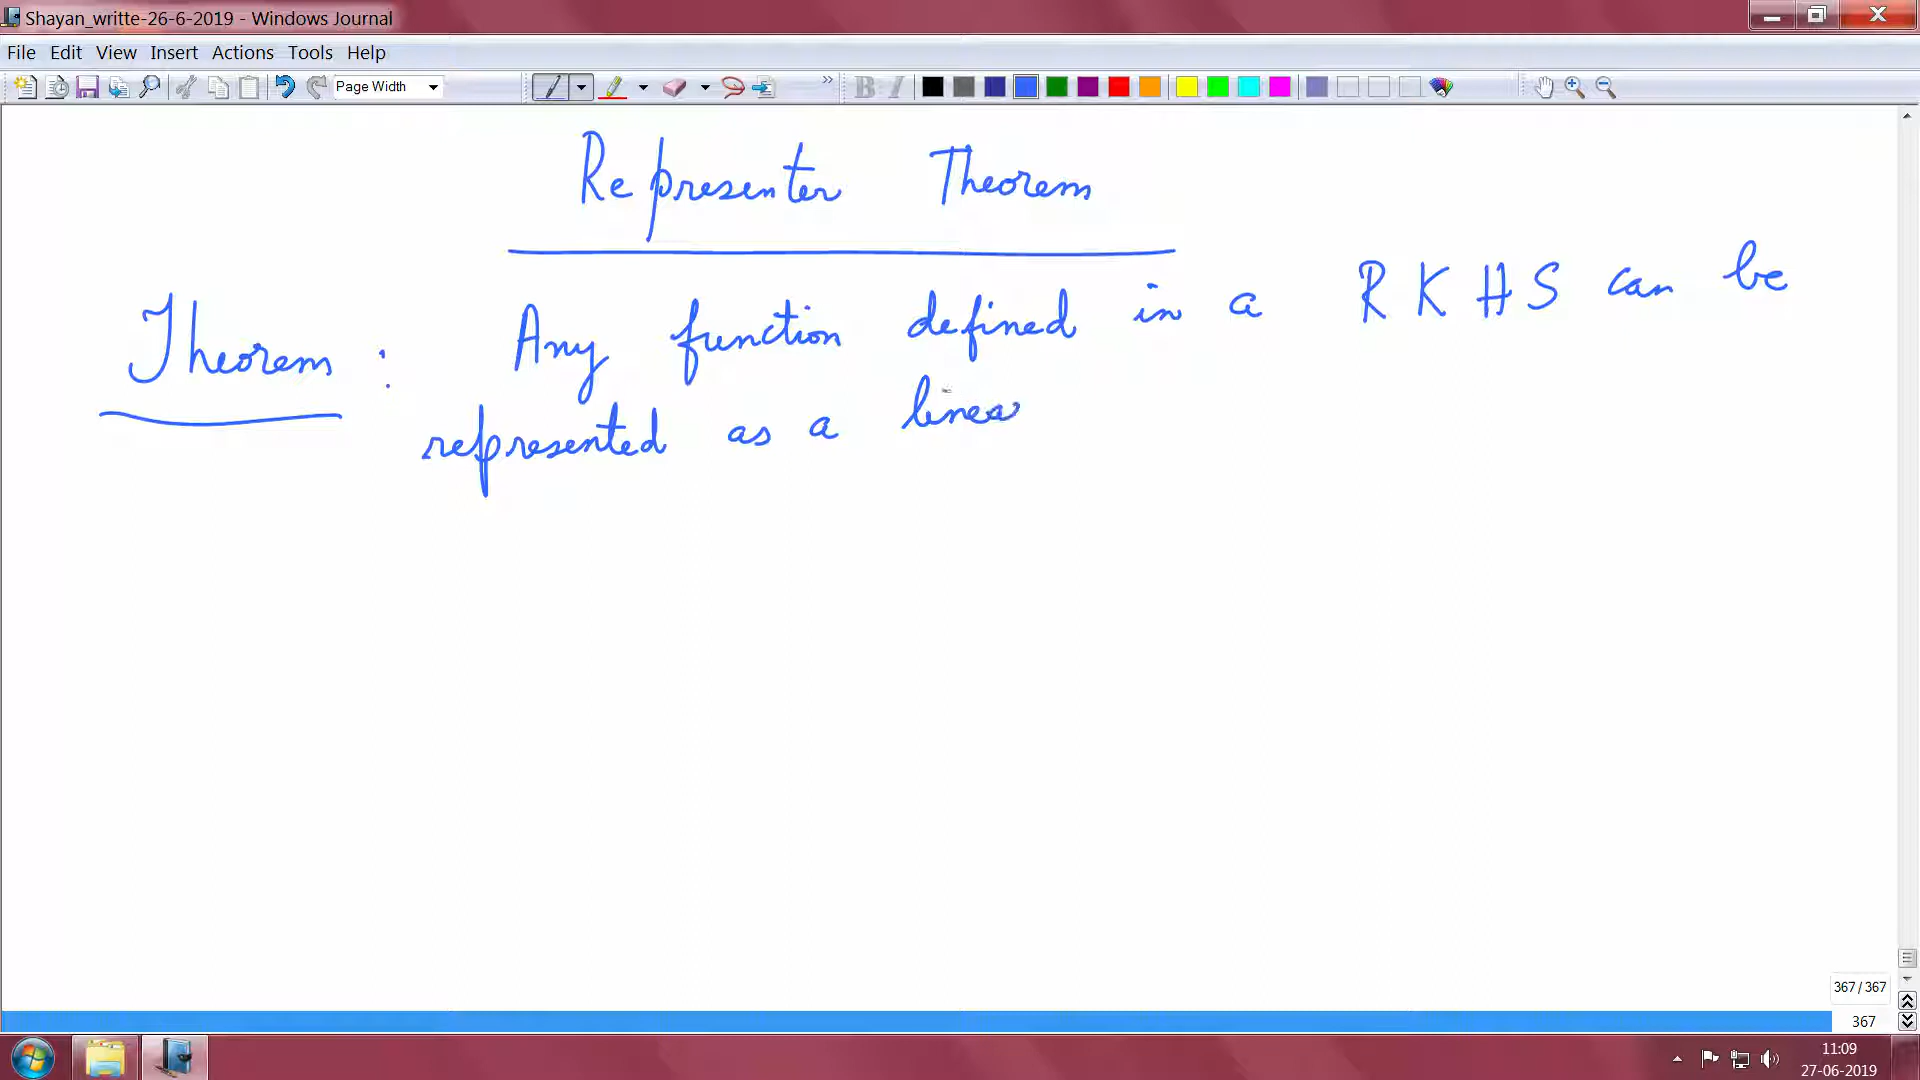 Shayan_writte-26-6-2019 - Windows Journal
File Edit View Insert Actions Tools Help
Page Width
Representer Theorem
Theorem : Any function defined in a RKHS can be
represented as a linea
367 / 367
367
11:09
27-06-2019